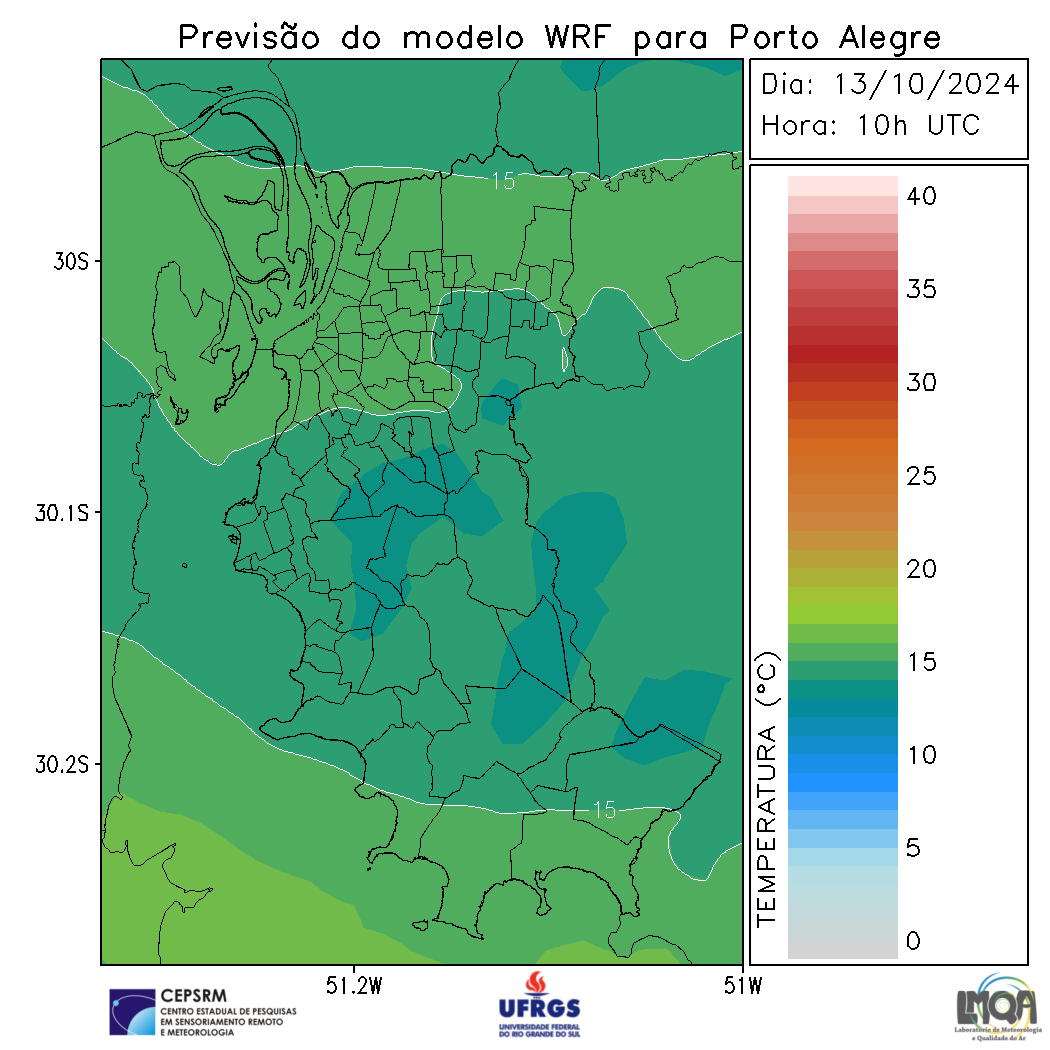 Previsão do modelo WRF para Porto Alegre
Dia: 13/10/2024
Hora: 10h UTC
15
15
30S
30.1S
30.2S
51.2W
51W
TEMPERATURA (°C)
40
35
30
25
20
15
10
5
0
CEPSRM
CENTRO ESTADUAL DE PESQUISAS
EM SENSORIAMENTO REMOTO
E METEOROLOGIA
UFRGS
UNIVERSIDADE FEDERAL
DO RIO GRANDE DO SUL
LMQA
Laboratório de Meteorologia
e Qualidade do Ar